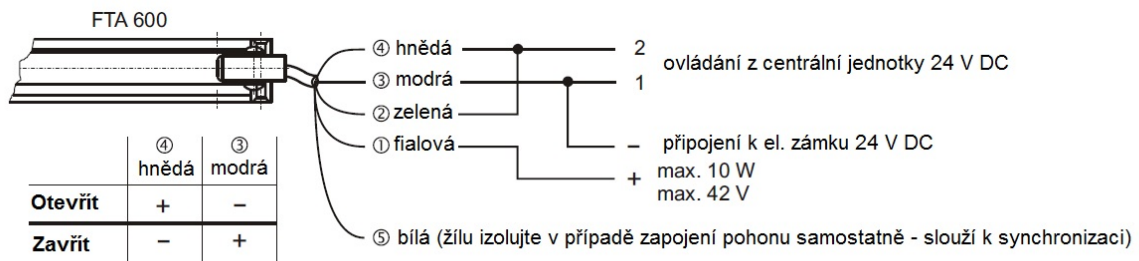 FTA 600
④ hnědá
2
ovládání z centrální jednotky 24 V DC
③ modrá
1
② zelená
① fialová
– připojení k el. zámku 24 V DC
+ max. 10 W
max. 42 V
④ ③
hnědá modrá
Otevřít + –
Zavřít – +
⑤ bílá (žílu izolujte v případě zapojení pohonu samostatně - slouží k synchronizaci)